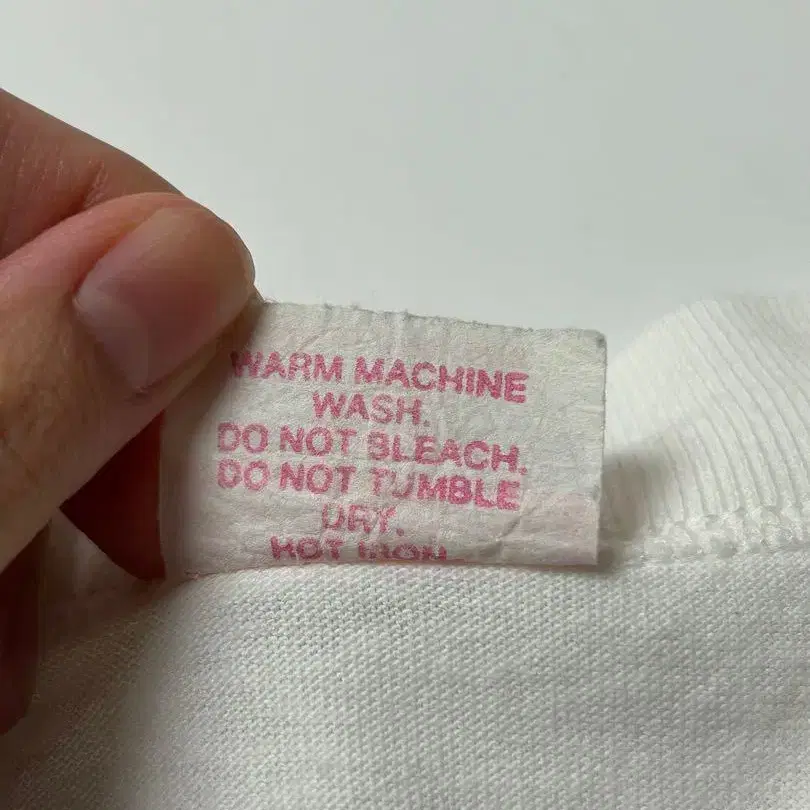 WARM MACHINE
WASH.
DO NOT BLEACH.
DO NOT TUMBLE
DRY.
HOT IRON.